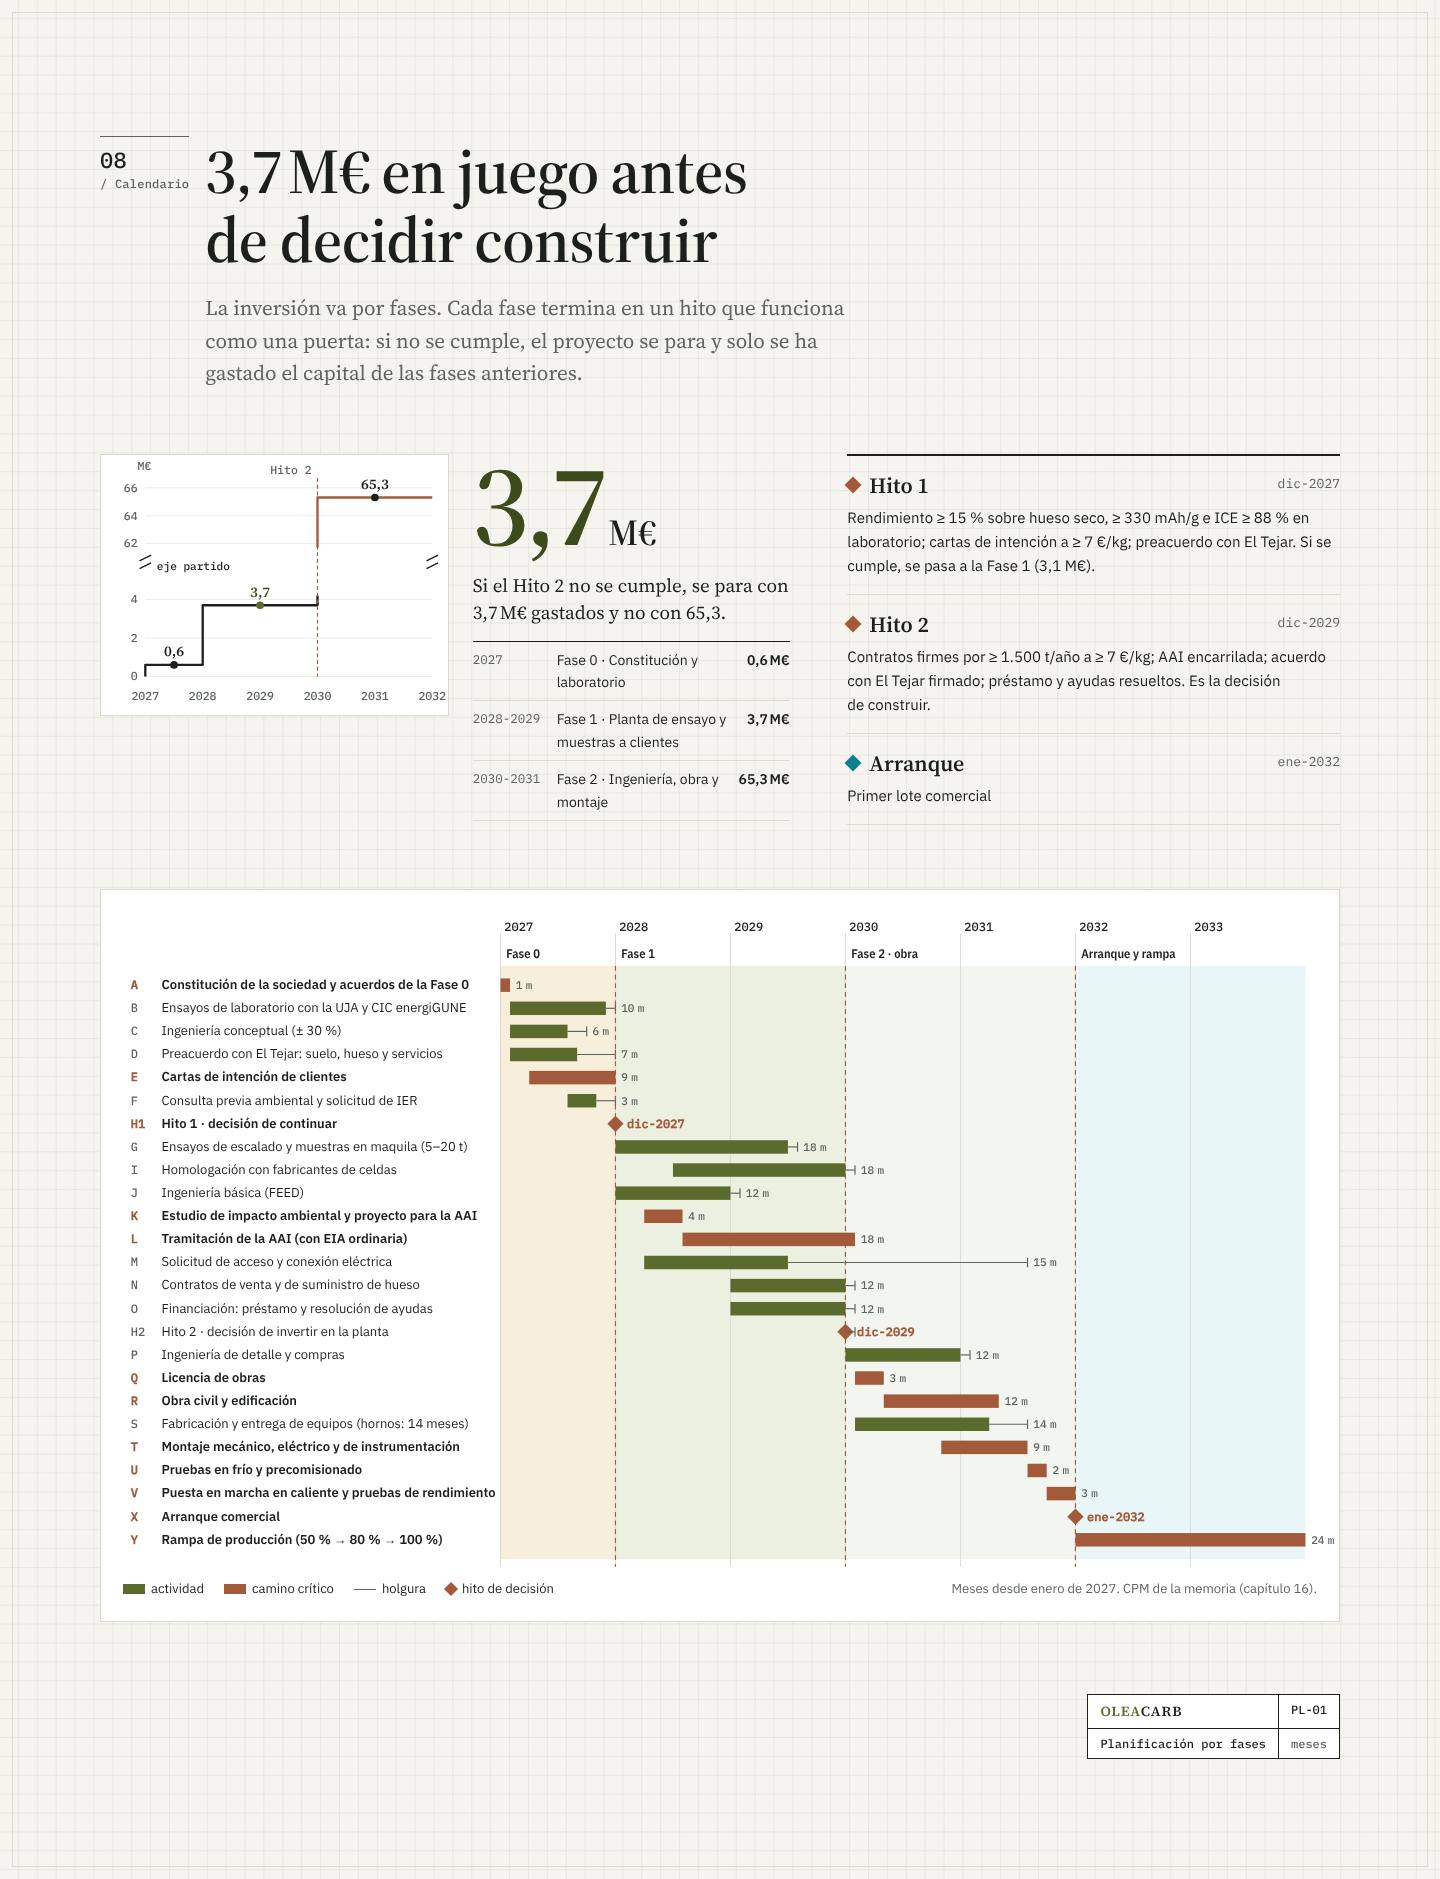 08
/ Calendario
3,7 M€ en juego antes
de decidir construir
La inversión va por fases. Cada fase termina en un hito que funciona
como una puerta: si no se cumple, el proyecto se para y solo se ha
gastado el capital de las fases anteriores.
M€
Hito 2
66
65,3
64
62
eje partido
4
3,7
2
0,6
0
2027 2028 2029 2030 2031 2032
3,7 M€
Si el Hito 2 no se cumple, se para con
3,7 M€ gastados y no con 65,3.
2027 Fase 0 · Constitución y 0,6 M€
laboratorio
2028-2029 Fase 1 · Planta de ensayo y 3,7 M€
muestras a clientes
2030-2031 Fase 2 · Ingeniería, obra y 65,3 M€
montaje
Hito 1 dic-2027
Rendimiento ≥ 15 % sobre hueso seco, ≥ 330 mAh/g e ICE ≥ 88 % en
laboratorio; cartas de intención a ≥ 7 €/kg; preacuerdo con El Tejar. Si se
cumple, se pasa a la Fase 1 (3,1 M€).
Hito 2 dic-2029
Contratos firmes por ≥ 1.500 t/año a ≥ 7 €/kg; AAI encarrilada; acuerdo
con El Tejar firmado; préstamo y ayudas resueltos. Es la decisión
de construir.
Arranque ene-2032
Primer lote comercial
2027 2028 2029 2030 2031 2032 2033
Fase 0 Fase 1 Fase 2 · obra Arranque y rampa
A Constitución de la sociedad y acuerdos de la Fase 0 1 m
B Ensayos de laboratorio con la UJA y CIC energiGUNE 10 m
C Ingeniería conceptual (± 30 %) 6 m
D Preacuerdo con El Tejar: suelo, hueso y servicios 7 m
E Cartas de intención de clientes 9 m
F Consulta previa ambiental y solicitud de IER 3 m
H1 Hito 1 · decisión de continuar dic-2027
G Ensayos de escalado y muestras en maquila (5–20 t) 18 m
I Homologación con fabricantes de celdas 18 m
J Ingeniería básica (FEED) 12 m
K Estudio de impacto ambiental y proyecto para la AAI 4 m
L Tramitación de la AAI (con EIA ordinaria) 18 m
M Solicitud de acceso y conexión eléctrica 15 m
N Contratos de venta y de suministro de hueso 12 m
O Financiación: préstamo y resolución de ayudas 12 m
H2 Hito 2 · decisión de invertir en la planta dic-2029
P Ingeniería de detalle y compras 12 m
Q Licencia de obras 3 m
R Obra civil y edificación 12 m
S Fabricación y entrega de equipos (hornos: 14 meses) 14 m
T Montaje mecánico, eléctrico y de instrumentación 9 m
U Pruebas en frío y precomisionado 2 m
V Puesta en marcha en caliente y pruebas de rendimiento 3 m
X Arranque comercial ene-2032
Y Rampa de producción (50 % → 80 % → 100 %) 24 m
actividad camino crítico holgura hito de decisión Meses desde enero de 2027. CPM de la memoria (capítulo 16).
OLEACARB PL-01
Planificación por fases meses